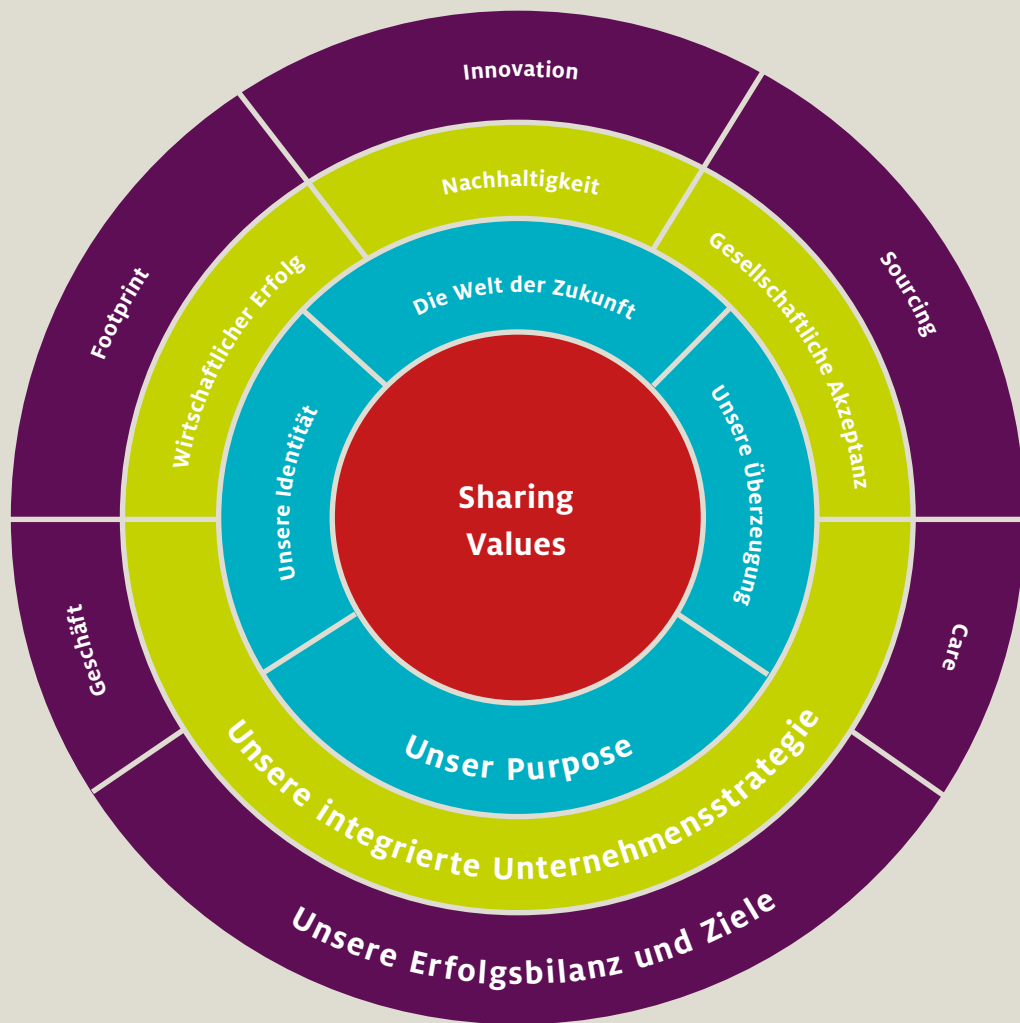 Innovation
Nachhaltigkeit
Die Welt der Zukunft
Footprint
Wirtschaftlicher Erfolg
Unsere Identität
Sharing
Values
Unsere Überzeugung
Gesellschaftliche Akzeptanz
Sourcing
Geschäft
Care
Unser Purpose
Unsere integrierte Unternehmensstrategie
Unsere Erfolgsbilanz und Ziele